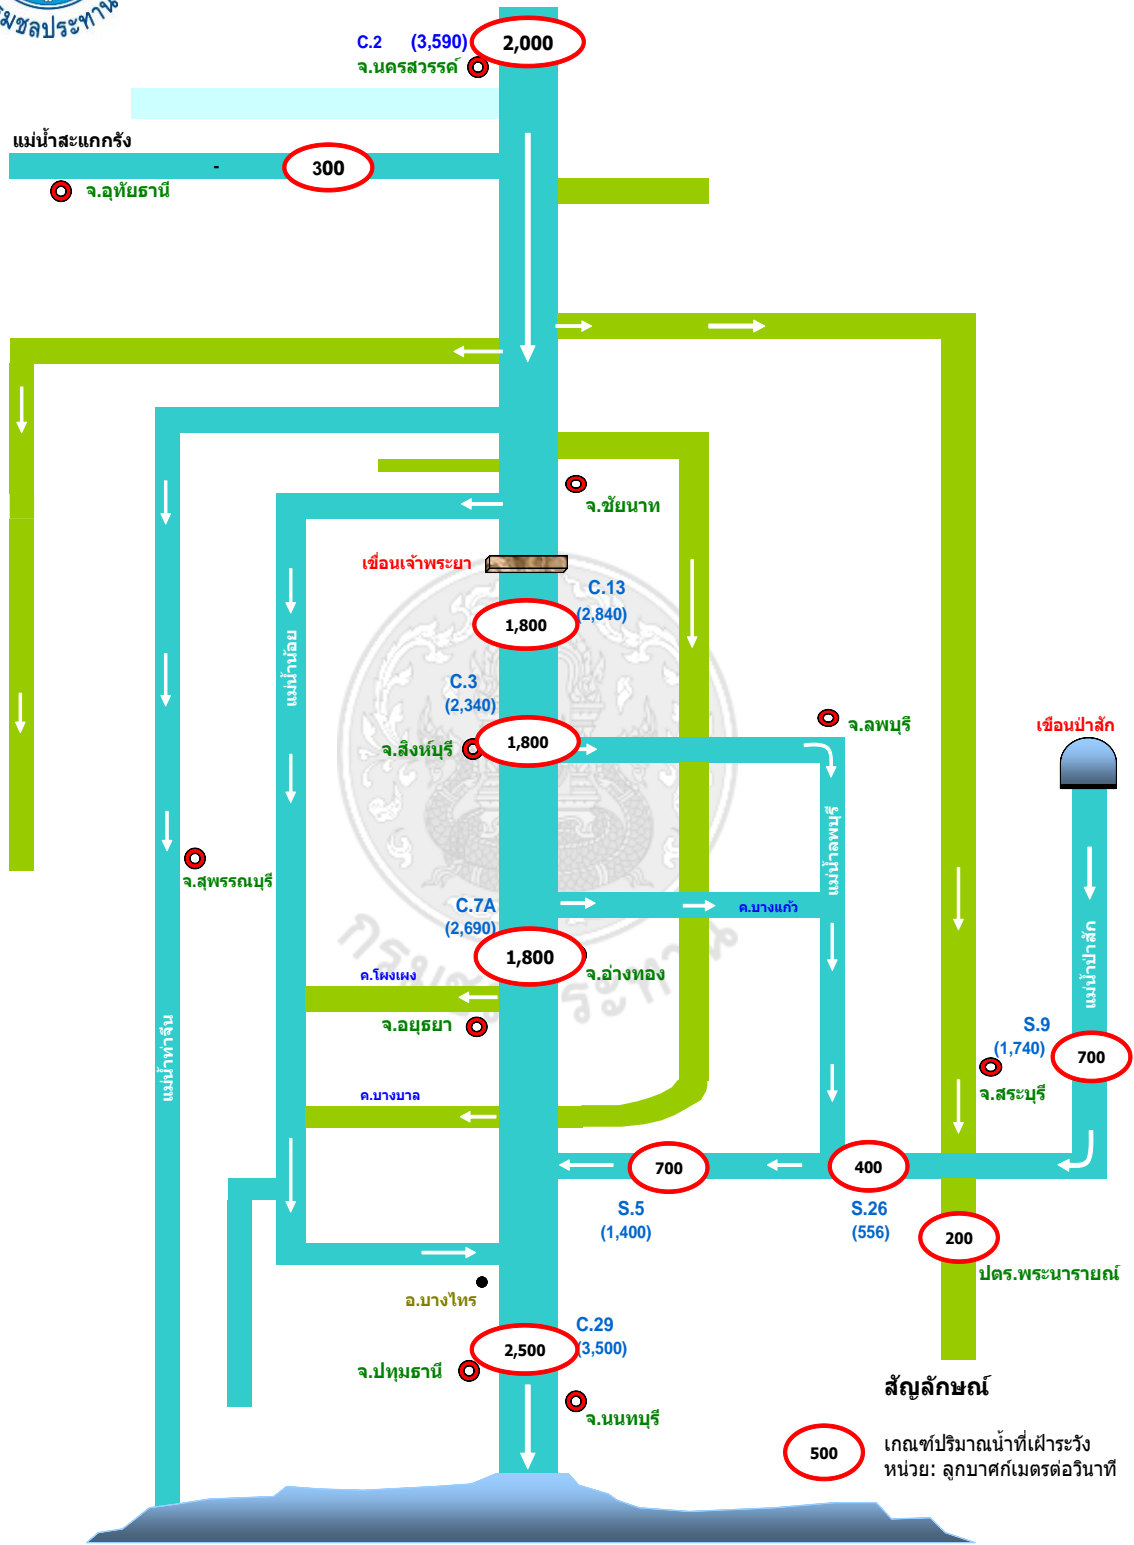 รมชลประทาน
C.2 (3,590) 2,000
จ.นครสวรรค์
แม่น้ำสะแกกรัง
- 300
จ.อุทัยธานี
จ.ชัยนาท
เขื่อนเจ้าพระยา
C.13
(2,840)
1,800
แม่น้ำน้อย
C.3
(2,340)
1,800
จ.สิงห์บุรี
จ.ลพบุรี
เขือนป่าสัก
แม่น้ำลพบุรี
จ.สุพรรณบุรี
C.7A
(2,690)
1,800
ค.บางแก้ว
จ.อ่างทอง
ค.โผงเผง
จ.อยุธยา
แม่น้ำป่าสัก
แม่น้ำท่าจีน
S.9
(1,740)
700
จ.สระบุรี
ค.บางบาล
700
400
S.5
(1,400)
S.26
(556)
200
ปตร.พระนารายณ์
อ.บางไทร
C.29
(3,500)
2,500
จ.ปทุมธานี
จ.นนทบุรี
สัญลักษณ์
500
เกณฑ์ปริมาณน้ำที่เฝ้าระวัง
หน่วย: ลูกบาศก์เมตรต่อวินาที